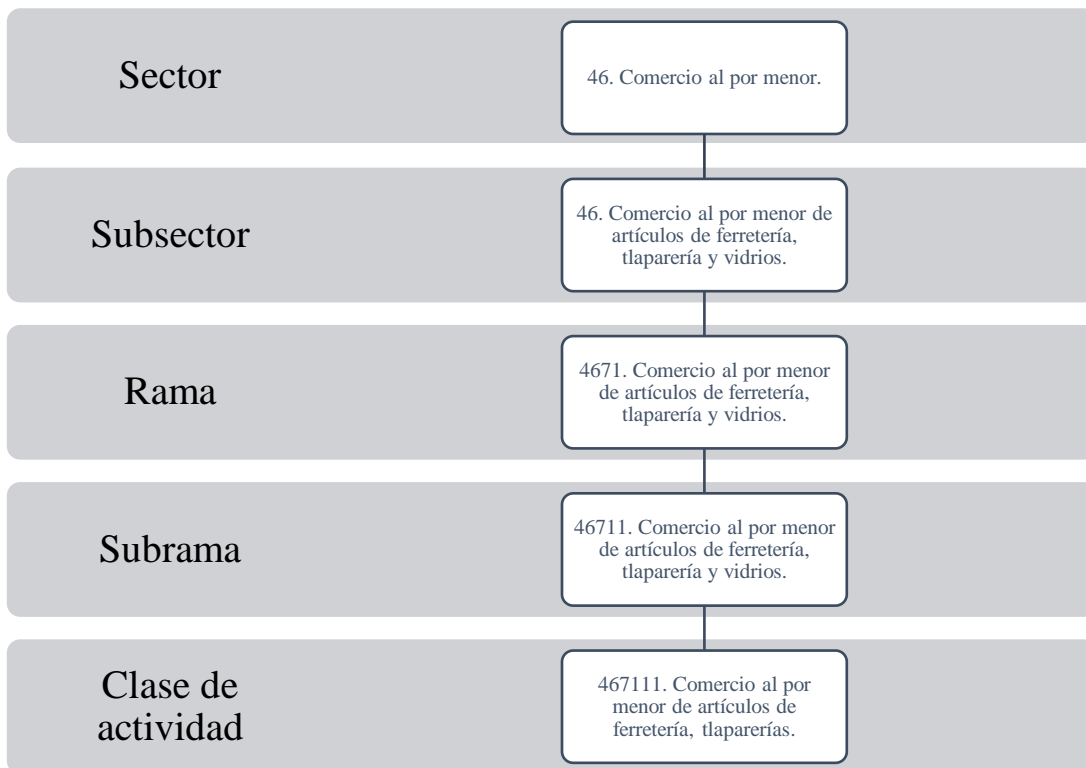 Sector
46. Comercio al por menor.
Subsector
46. Comercio al por menor de
artículos de ferretería,
tlaparería y vidrios.
Rama
4671. Comercio al por menor
de artículos de ferretería,
tlaparería y vidrios.
Subrama
46711. Comercio al por menor
de artículos de ferretería,
tlaparería y vidrios.
Clase de
actividad
467111. Comercio al por
menor de artículos de
ferretería, tlaparerías.